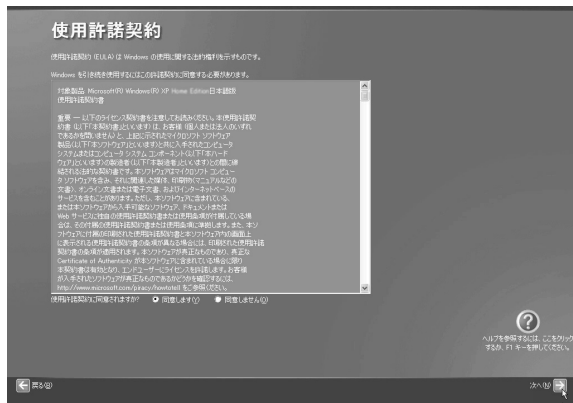 使用許諾契約
使用許諾契約 (EULA) は Windows の使用に関する法的権利を示すものです。
Windows を引き続き使用するにはこの許諾契約に同意する必要があります。
対象製品 Microsoft(R) Windows(R) XP Home Edition日本語版
使用許諾契約書
重要 — 以下のライセンス契約書を注意してお読みください。本使用許諾契
約書 (以下「本契約書」といいます) は、お客様 (個人または法人のいずれ
であるかを問いません) と、上記に示されたマイクロソフト ソフトウェア
製品(以下「本ソフトウェア」といいます)と共に入手されたコンピュータ
システムまたはコンピュータ システム コンポーネント(以下「本ハード
ウェア」といいます)の製造者(以下「本製造者」といいます)との間に締
結される法的な契約書です。本ソフトウェアはマイクロソフト コンピュー
タ ソフトウェアを含み、それに関連した媒体、印刷物(マニュアルなどの
文書)、オンライン文書または電子文書、およびインターネットベースの
サービスを含むことがあります。ただし、本ソフトウェアに含まれている、
または本ソフトウェアから入手可能なソフトウェア、ドキュメントまたは
Web サービスに独自の使用許諾契約書または使用条項が付属している場
合は、その付属の使用許諾契約書または使用条項に準拠します。また、本ソ
フトウェアに付属の印刷された使用許諾契約書と本ソフトウェア内の画面上
に表示される使用許諾契約書の条項が異なる場合には、印刷された使用許諾
契約書の条項が適用されます。本ソフトウェアが真正なものであり、真正な
Certificate of Authenticity が本ソフトウェアに含まれている場合に限り
本契約書は有効となり、エンドユーザーにライセンスを許諾します。お客様
が入手されたソフトウェアが真正なものであるかどうかを確認するには、
http://www.microsoft.com/piracy/howtotell をご参照ください。
使用許諾契約に同意されますか? 同意します(Y) 同意しません(O)
ヘルプを参照するには、ここをクリック
するか、F1 キーを押してください。
戻る(B)
次へ(N)